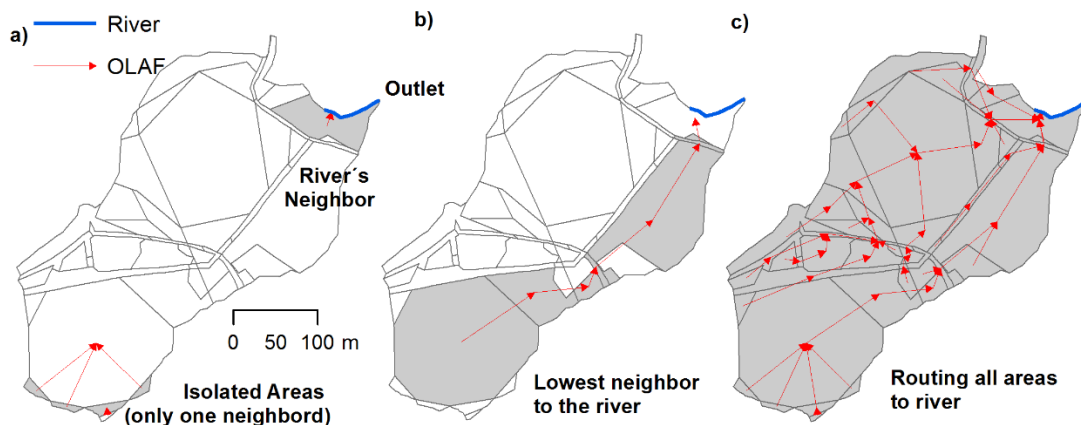 a)
River
OLAF
b)
c)
Outlet
River´s
Neighbor
0 50 100 m
Isolated Areas
(only one neighbord)
Lowest neighbor
to the river
Routing all areas
to river